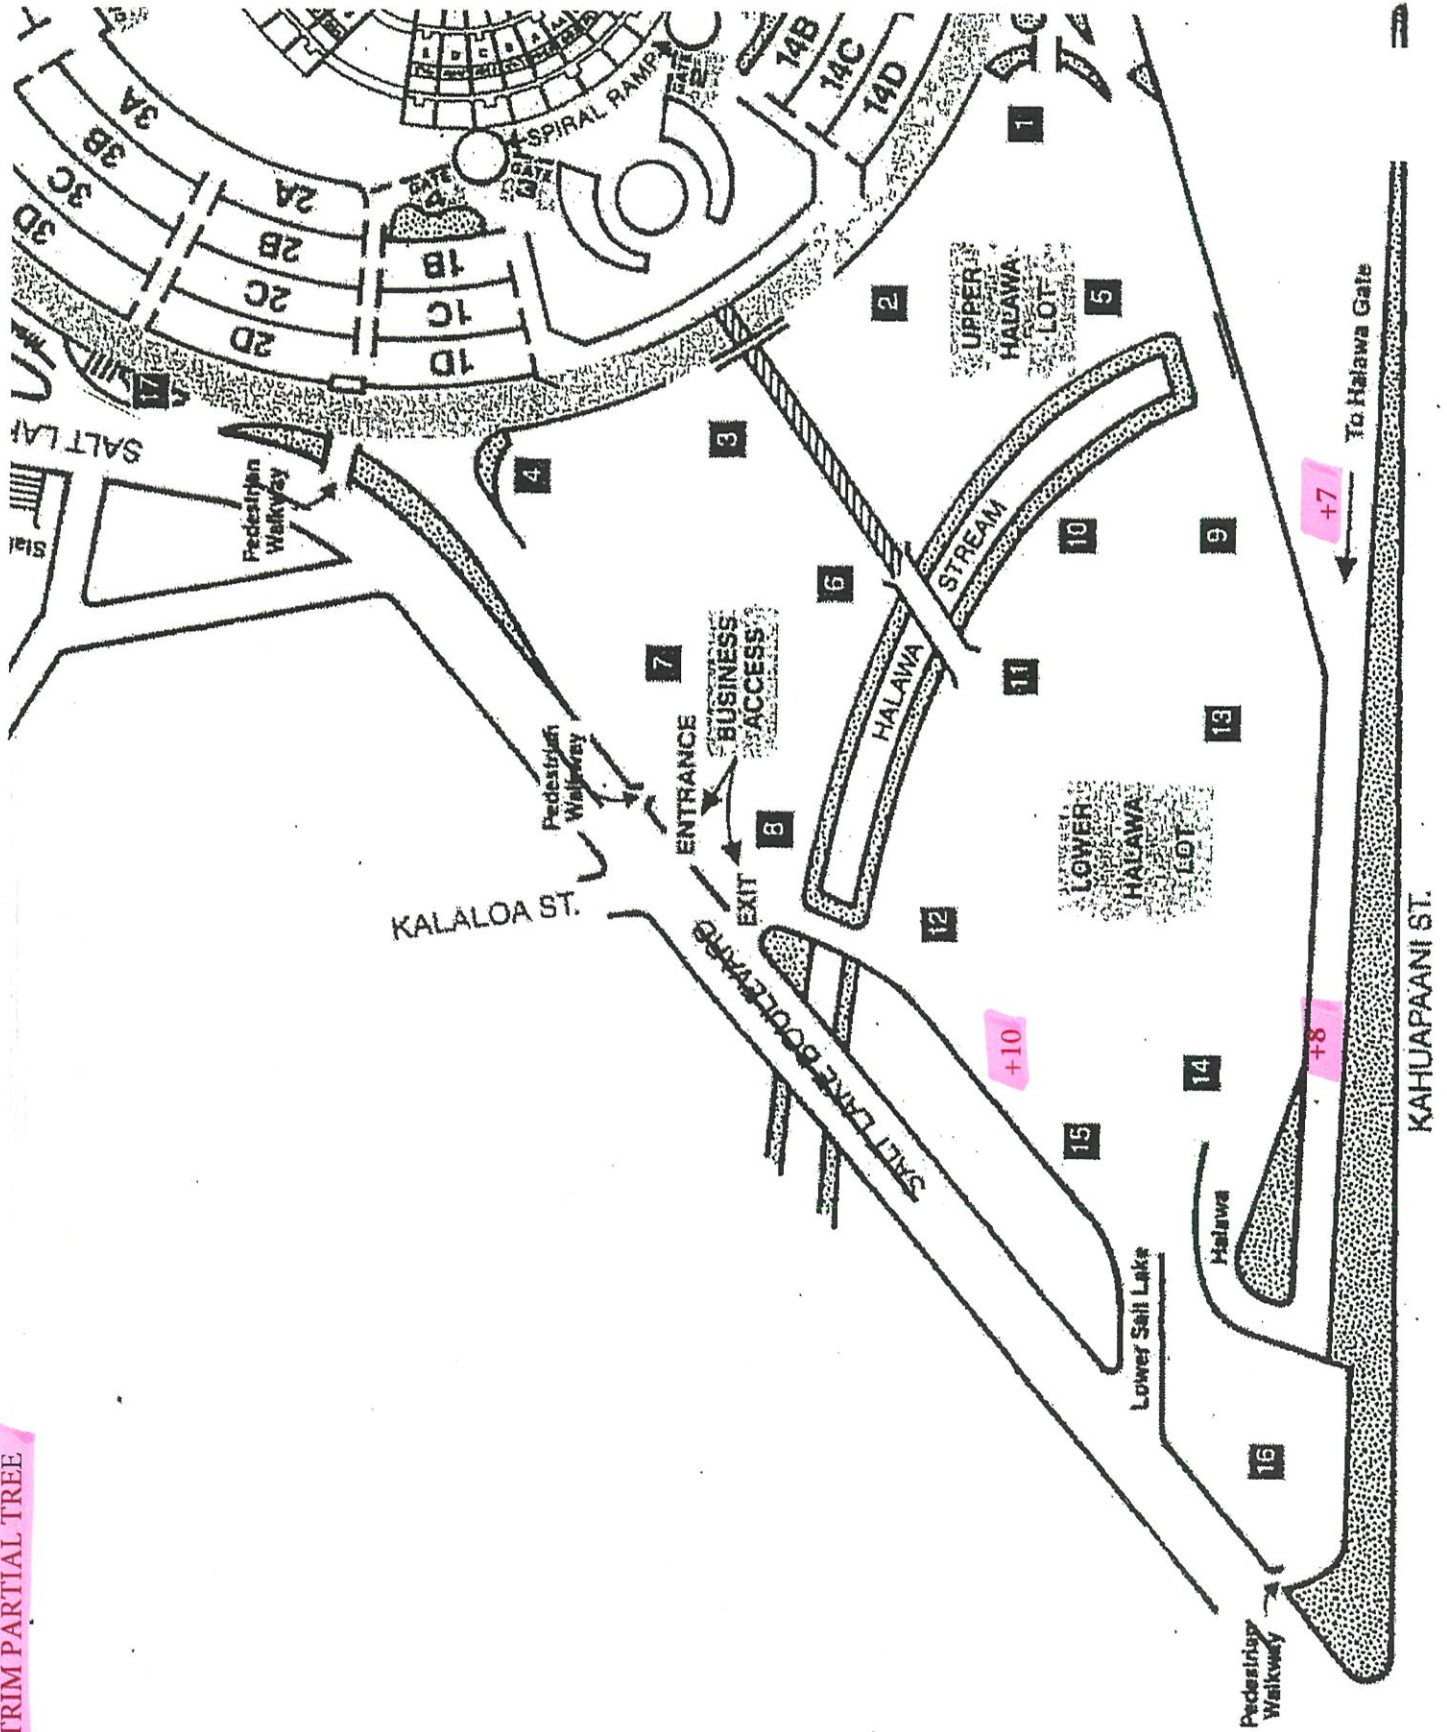 TRIM PARTIAL TREE
3A
3B
3C
3D
2A
2B
2C
2D
1B
1C
1D
14B
14C
14D
D
C
B
A
SPIRAL RAMP
GATE
4
GATE
3
GATE
1
2
3
4
5
6
7
8
9
10
11
12
13
14
15
16
17
UPPER
HALAWA
LOT
LOWER
HALAWA
LOT
HALAWA
STREAM
BUSINESS
ACCESS
ENTRANCE
EXIT
Pedestrian
Walkway
Pedestrian
Walkway
Pedestrian
Walkway
KALALOA ST.
SALT LAKE BOULEVARD
SALT LAK
Lower Salt Lake
Halawa
To Halawa Gate
KAHUAPAANI ST.
+7
+8
+10